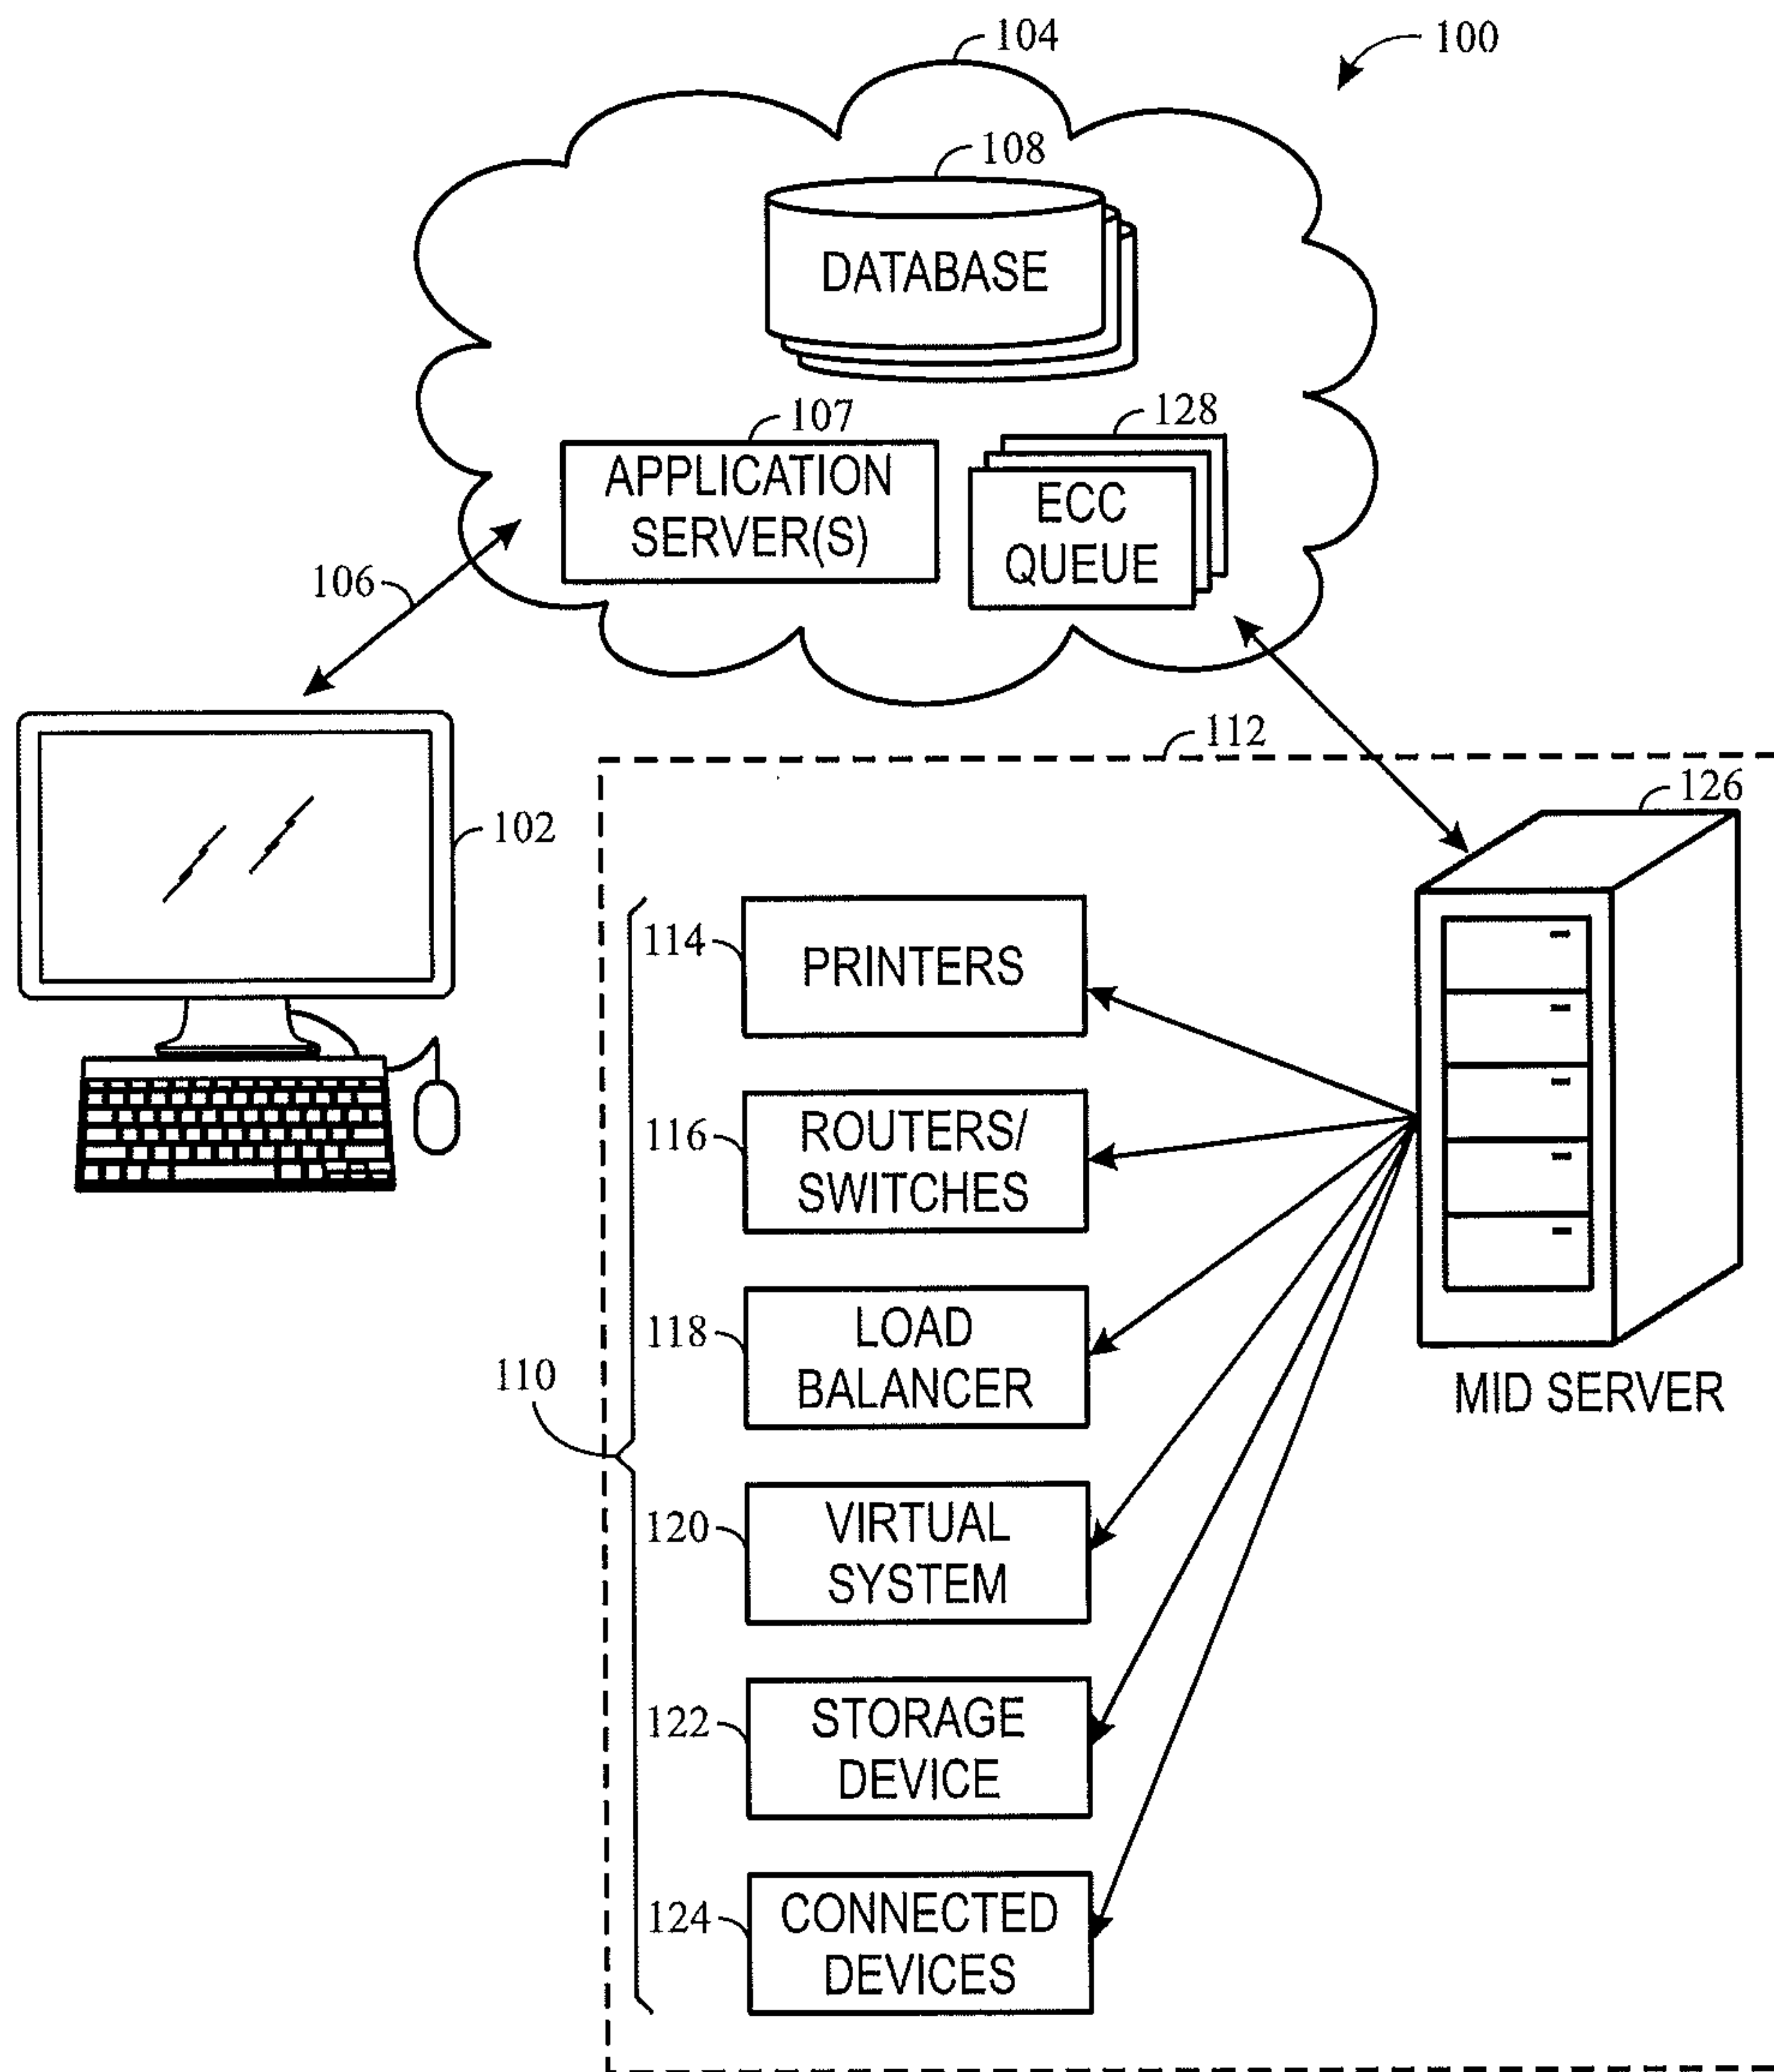 104
100
108
DATABASE
107
128
APPLICATION
SERVER(S)
ECC
QUEUE
106
112
126
102
114
PRINTERS
116
ROUTERS/
SWITCHES
118
LOAD
BALANCER
MID SERVER
110
120
VIRTUAL
SYSTEM
122
STORAGE
DEVICE
124
CONNECTED
DEVICES